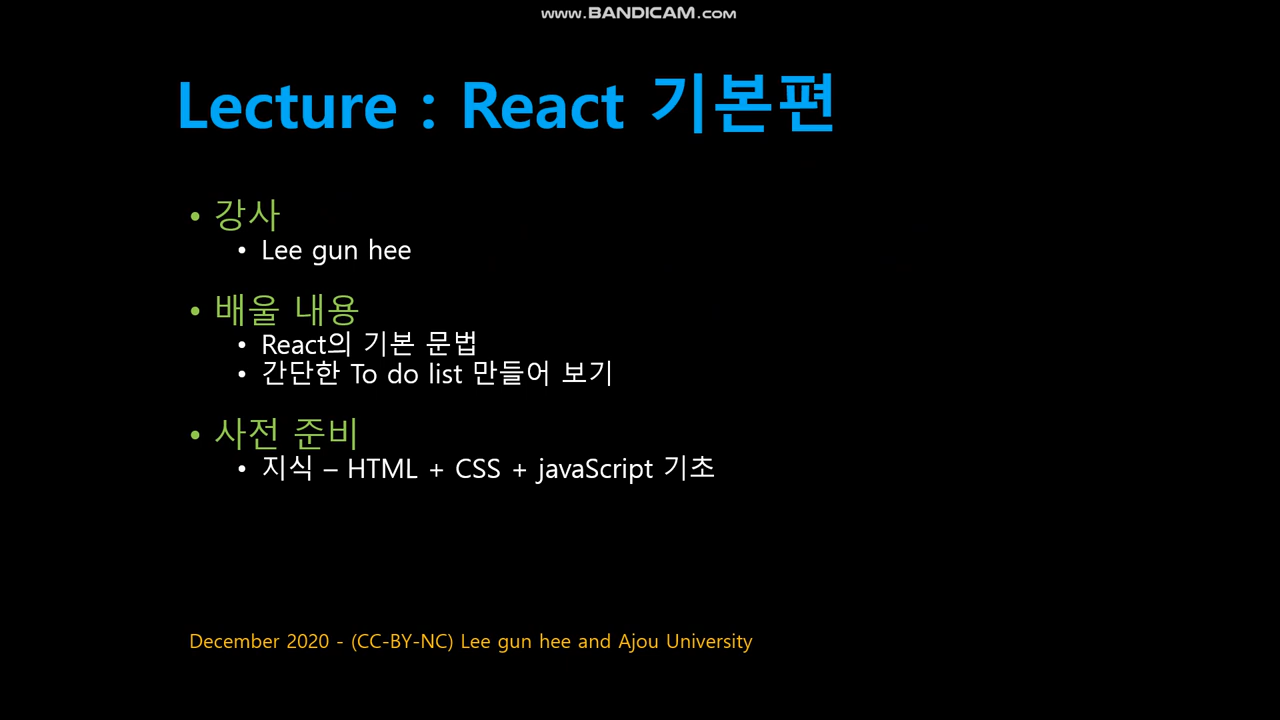 www.BANDICAM.com
Lecture : React 기본편
• 강사
• Lee gun hee
• 배울 내용
• React의 기본 문법
• 간단한 To do list 만들어 보기
• 사전 준비
• 지식 – HTML + CSS + javaScript 기초
December 2020 - (CC-BY-NC) Lee gun hee and Ajou University